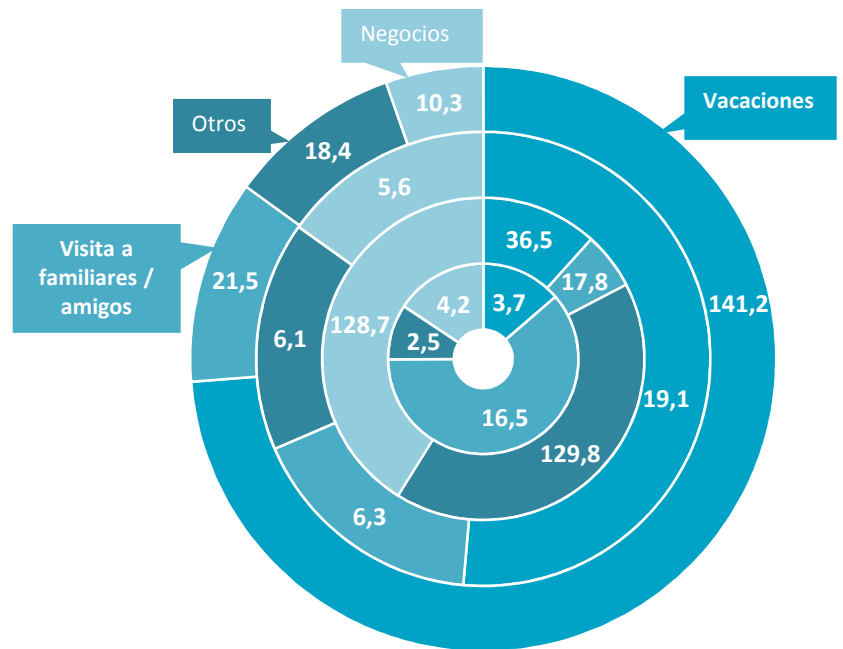 Negocios
Vacaciones
10,3
Otros
18,4
5,6
36,5
Visita a
familiares /
amigos
21,5
17,8
4,2
3,7
141,2
6,1
128,7
2,5
19,1
16,5
129,8
6,3